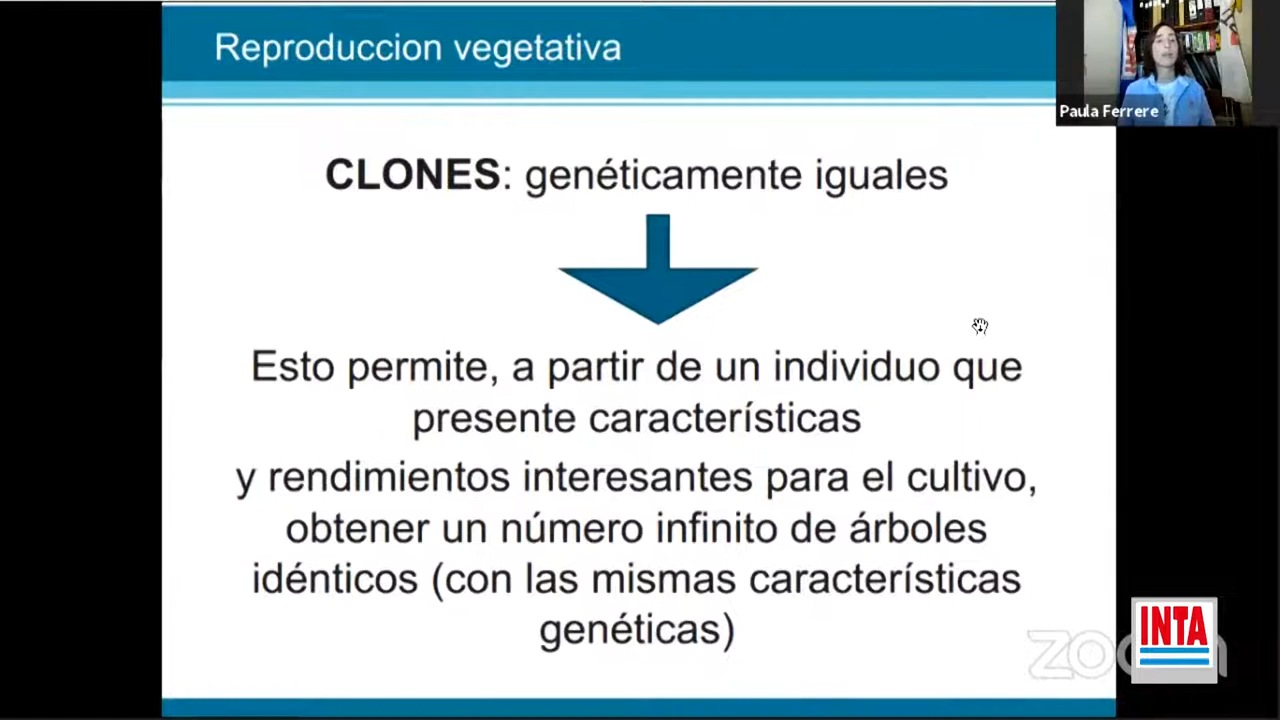 Reproduccion vegetativa
Paula Ferrere
CLONES: genéticamente iguales
Esto permite, a partir de un individuo que
presente características
y rendimientos interesantes para el cultivo,
obtener un número infinito de árboles
idénticos (con las mismas características
genéticas)
zoom
INTA